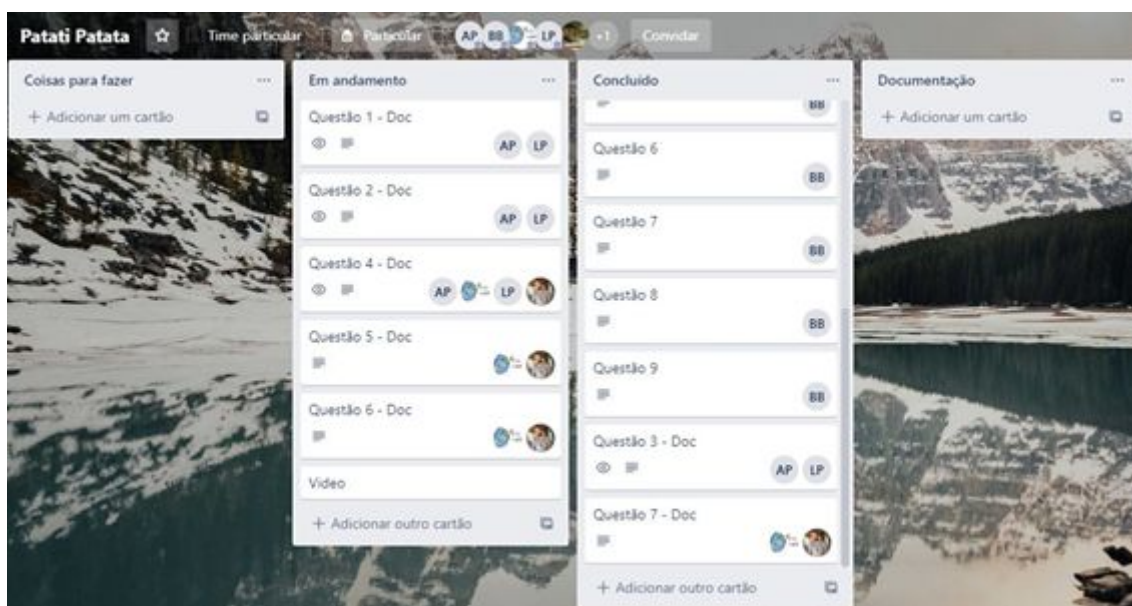 Patati Patata
Time particular
Particular
AP BB LP +1
Convidar
Coisas para fazer
+ Adicionar um cartão
Em andamento
Questão 1 - Doc
AP LP
Questão 2 - Doc
AP LP
Questão 4 - Doc
AP LP
Questão 5 - Doc
Questão 6 - Doc
Video
+ Adicionar outro cartão
Concluído
BB
Questão 6
BB
Questão 7
BB
Questão 8
BB
Questão 9
BB
Questão 3 - Doc
AP LP
Questão 7 - Doc
+ Adicionar outro cartão
Documentação
+ Adicionar um cartão